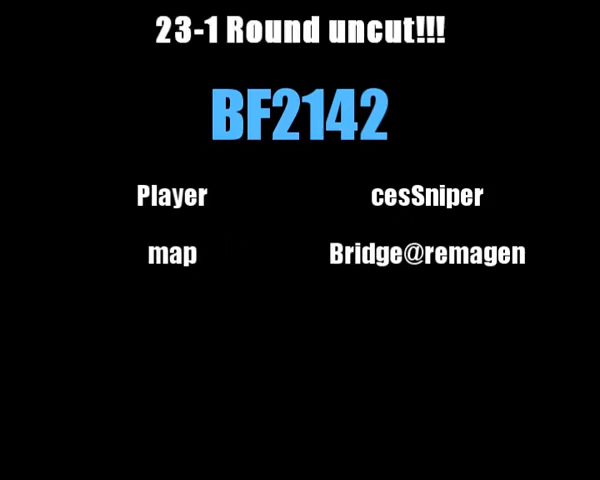 23-1 Round uncut!!!
BF2142
Player cesSniper
map Bridge@remagen